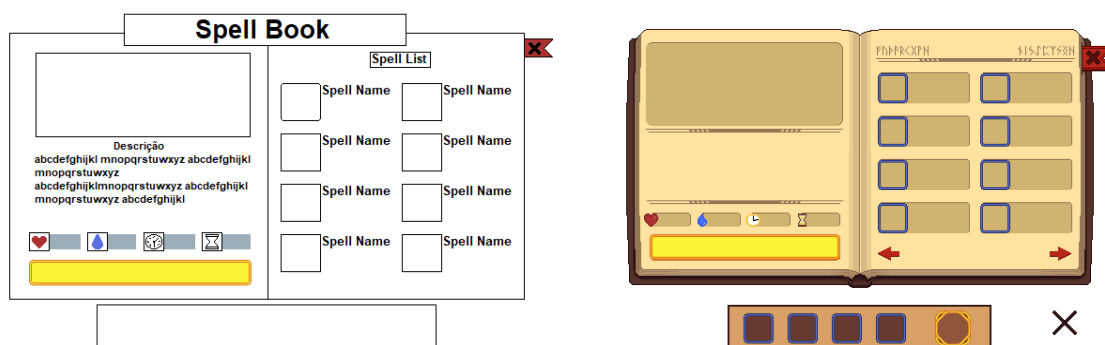 Spell Book
Spell List
Spell Name Spell Name
Spell Name Spell Name
Spell Name Spell Name
Spell Name Spell Name
Descrição
abcdefghijkl mnopqrstuwxyz abcdefghijkl
mnopqrstuwxyz
abcdefghijklmnopqrstuwxyz abcdefghijkl
mnopqrstuwxyz abcdefghijkl